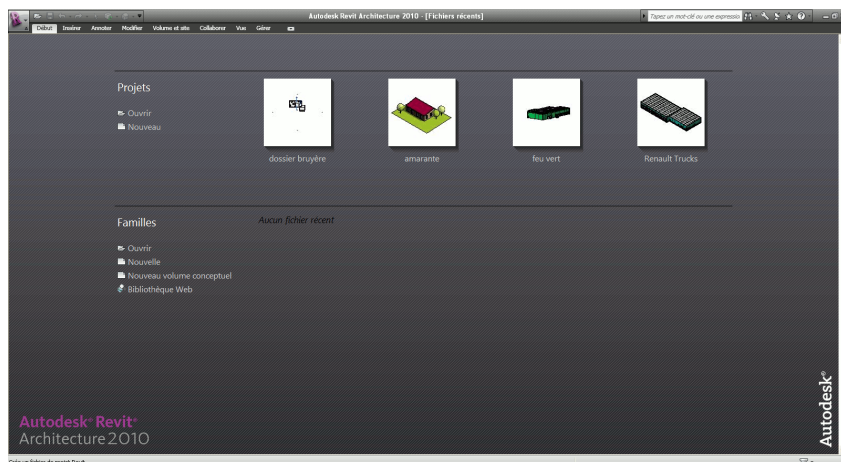 Autodesk Revit Architecture 2010 - [Fichiers récents]
Tapez un mot-clé ou une expressio
Début Insérer Annoter Modifier Volume et site Collaborer Vue Gérer
Projets
Ouvrir
Nouveau
dossier bruyère
amarante
feu vert
Renault Trucks
Familles
Aucun fichier récent
Ouvrir
Nouvelle
Nouveau volume conceptuel
Bibliothèque Web
Autodesk®
Autodesk® Revit®
Architecture 2010